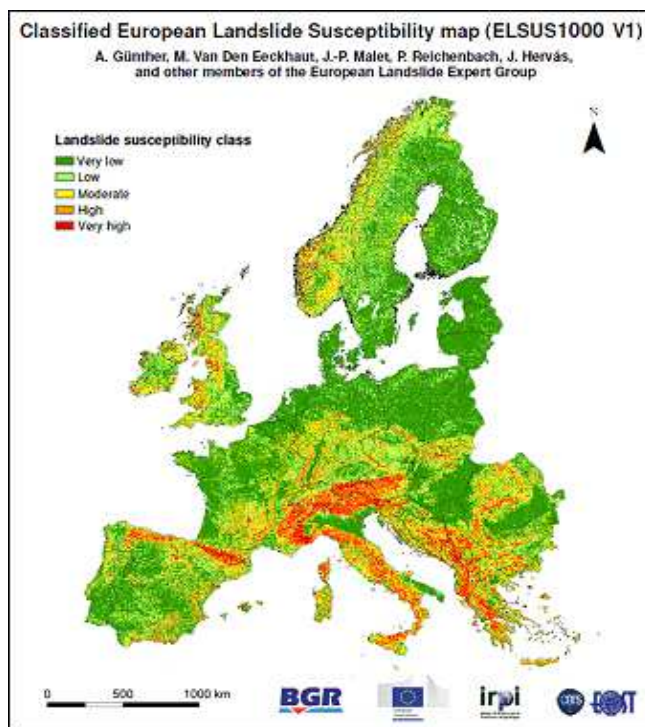 Classified European Landslide Susceptibility map (ELSUS1000 V1)
A. Günther, M. Van Den Eeckhaut, J.-P. Malet, P. Reichenbach, J. Hervás,
and other members of the European Landslide Expert Group
N
Landslide susceptibility class
Very low
Low
Moderate
High
Very high
0 500 1000 km
BGR
irpi
CNRS
EOST